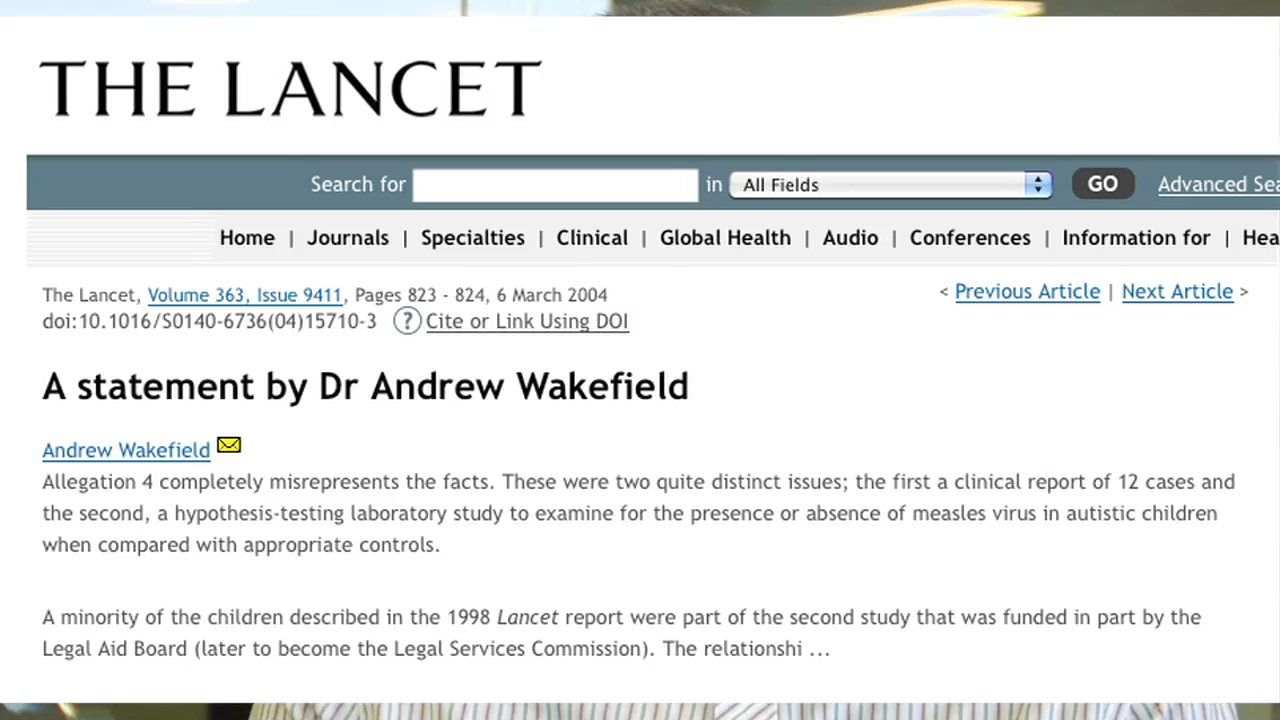 THE LANCET
Search for in All Fields GO
Home | Journals | Specialties | Clinical | Global Health | Audio | Conferences | Information for |
The Lancet, Volume 363, Issue 9411, Pages 823 - 824, 6 March 2004
< Previous Article | Next Article >
doi:10.1016/S0140-6736(04)15710-3 ? Cite or Link Using DOI
A statement by Dr Andrew Wakefield
Andrew Wakefield
Allegation 4 completely misrepresents the facts. These were two quite distinct issues; the first a clinical report of 12 cases and
the second, a hypothesis-testing laboratory study to examine for the presence or absence of measles virus in autistic children
when compared with appropriate controls.
A minority of the children described in the 1998 Lancet report were part of the second study that was funded in part by the
Legal Aid Board (later to become the Legal Services Commission). The relationshi ...